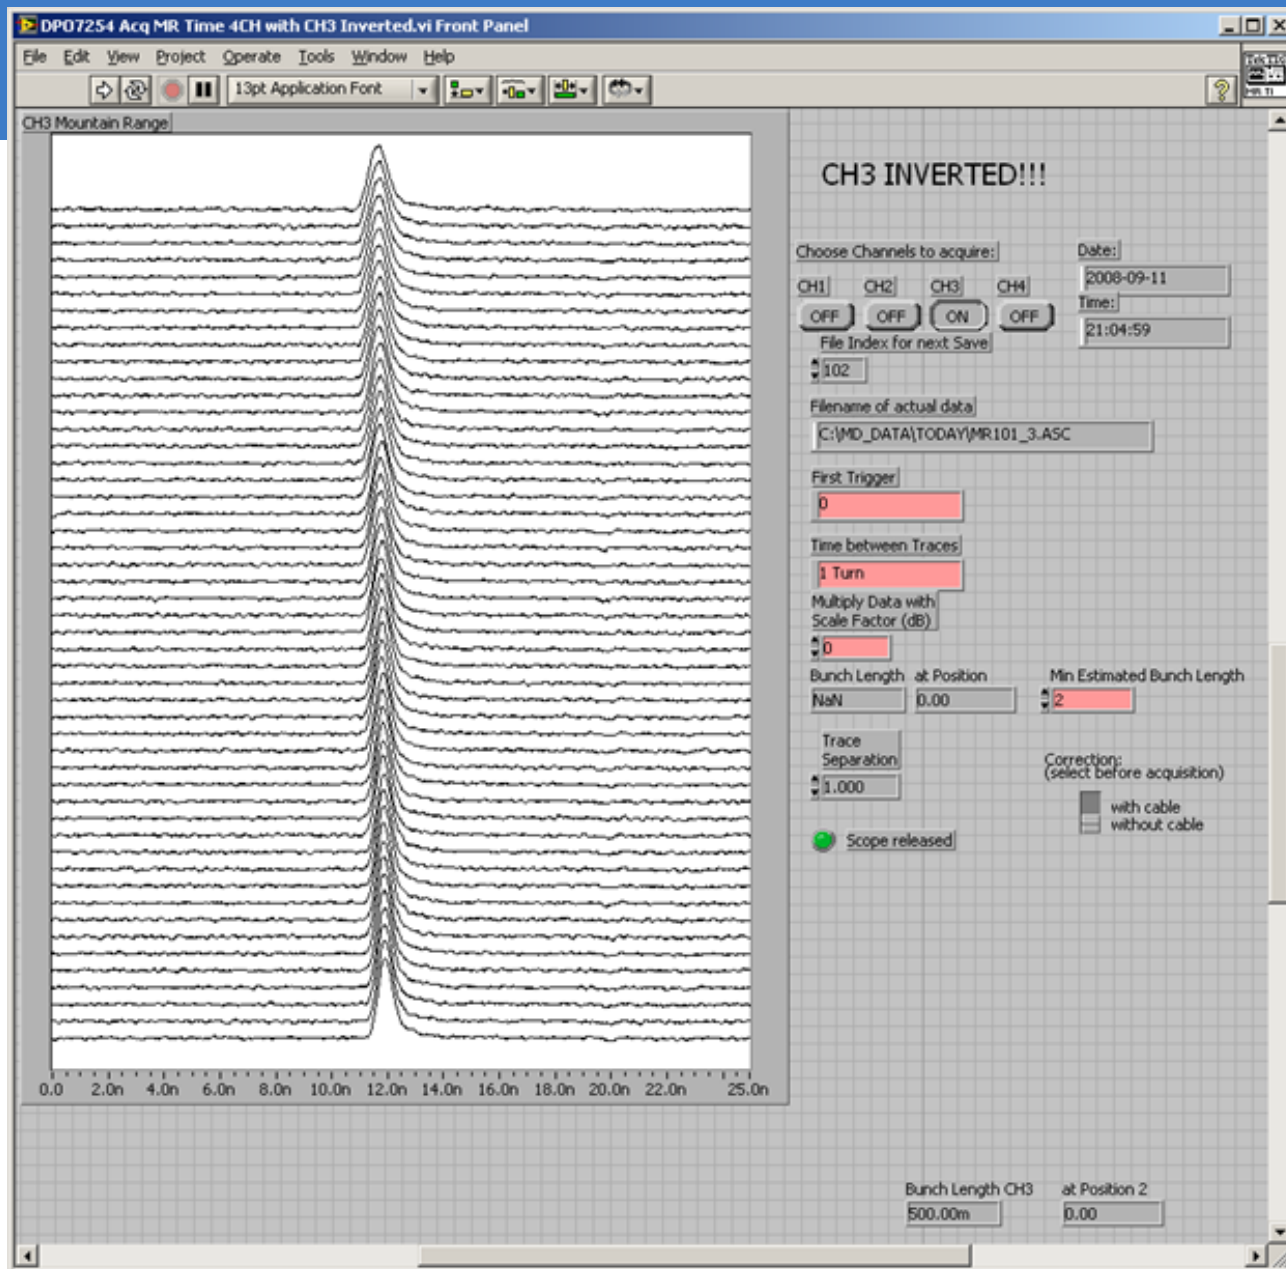 DPO7254 Acq MR Time 4CH with CH3 Inverted.vi Front Panel
File Edit View Project Operate Tools Window Help
13pt Application Font
CH3 Mountain Range
CH3 INVERTED!!!
Choose Channels to acquire:
Date:
2008-09-11
CH1 CH2 CH3 CH4
Time:
OFF OFF ON OFF
21:04:59
File Index for next Save
102
Filename of actual data
C:\MD_DATA\TODAY\MR101_3.ASC
First Trigger
0
Time between Traces
1 Turn
Multiply Data with
Scale Factor (dB)
0
Bunch Length at Position Min Estimated Bunch Length
NaN 0.00 2
Trace
Separation
1.000
Correction:
(select before acquisition)
with cable
without cable
Scope released
0.0 2.0n 4.0n 6.0n 8.0n 10.0n 12.0n 14.0n 16.0n 18.0n 20.0n 22.0n 25.0n
Bunch Length CH3 at Position 2
500.00m 0.00